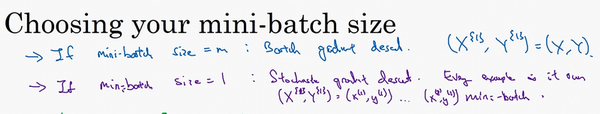 Choosing your mini-batch size
→ If mini-batch size = m : Batch gradient descent. (X^{1}, Y^{1}) = (X, Y).
→ If mini-batch size = 1 : Stochastic gradient descent. Every example is its own
(X^{1}, Y^{1}) = (x^(1), y^(1)) ... mini-batch.